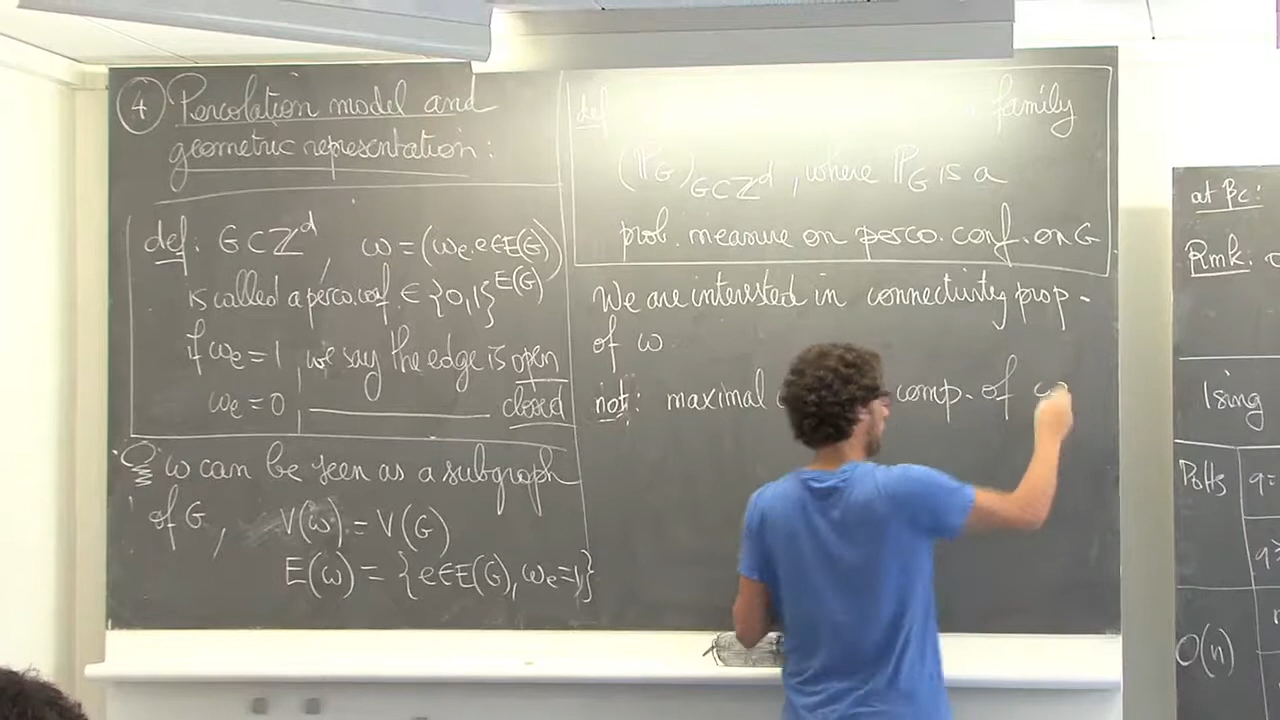 ④ Percolation model and
geometric representation:
def: G⊂ℤ^d, ω = (ω_e: e∈E(G))
is called a perco. conf ∈ {0,1}^{E(G)}
if ω_e = 1, we say the edge is open
ω_e = 0, ________ closed
ω can be seen as a subgraph
of G, V(ω) = V(G)
E(ω) = {e∈E(G), ω_e=1}
def family
(ℙ_G)_{G⊂ℤ^d}, where ℙ_G is a
prob. measure on perco. conf. on G
We are interested in connectivity prop.
of ω
not: maximal comp. of ω
at βc:
Rmk:
Ising
Potts q=
q≥
O(n)